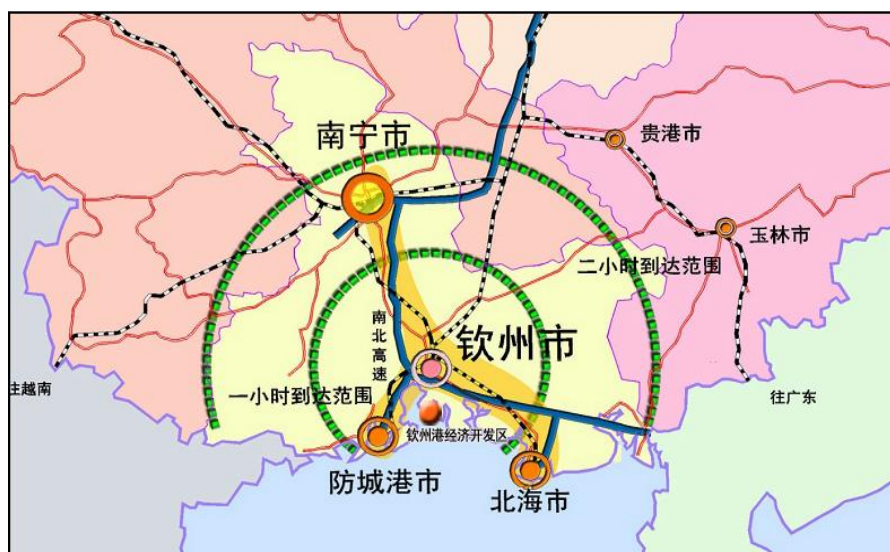 南宁市
贵港市
玉林市
二小时到达范围
南北高速
钦州市
往越南
一小时到达范围
往广东
钦州港经济开发区
防城港市
北海市